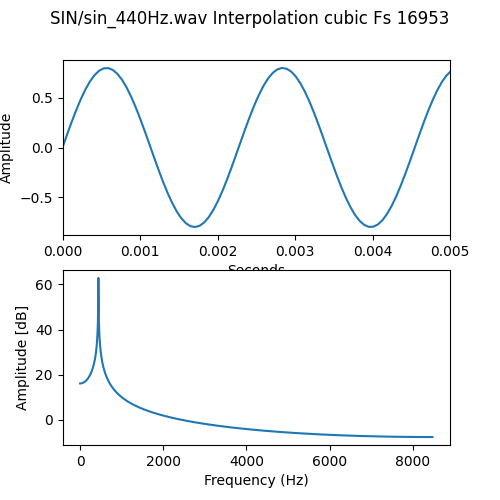 SIN/sin_440Hz.wav Interpolation cubic Fs 16953
0.5
0.0
−0.5
Amplitude
0.000 0.001 0.002 0.003 0.004 0.005
Seconds
60
40
20
0
Amplitude [dB]
0 2000 4000 6000 8000
Frequency (Hz)